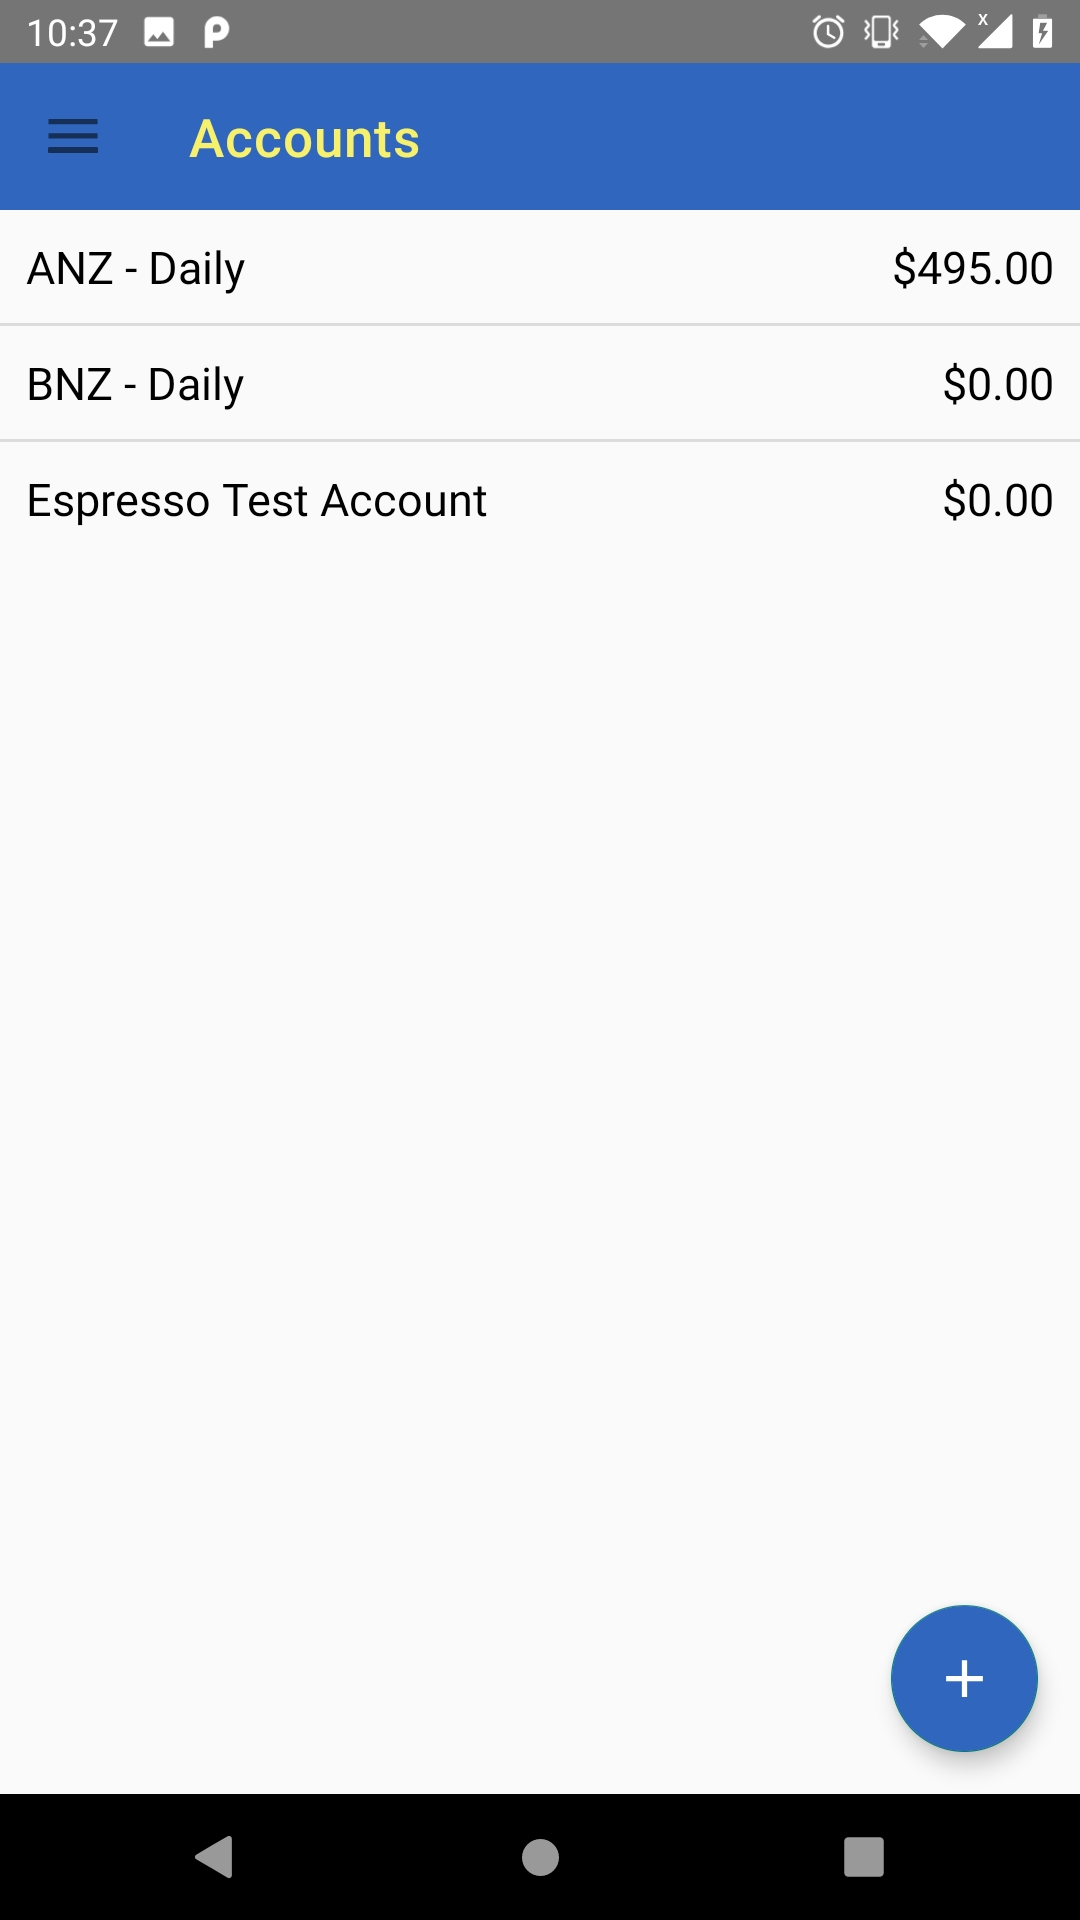 10:37
Accounts
ANZ - Daily $495.00
BNZ - Daily $0.00
Espresso Test Account $0.00